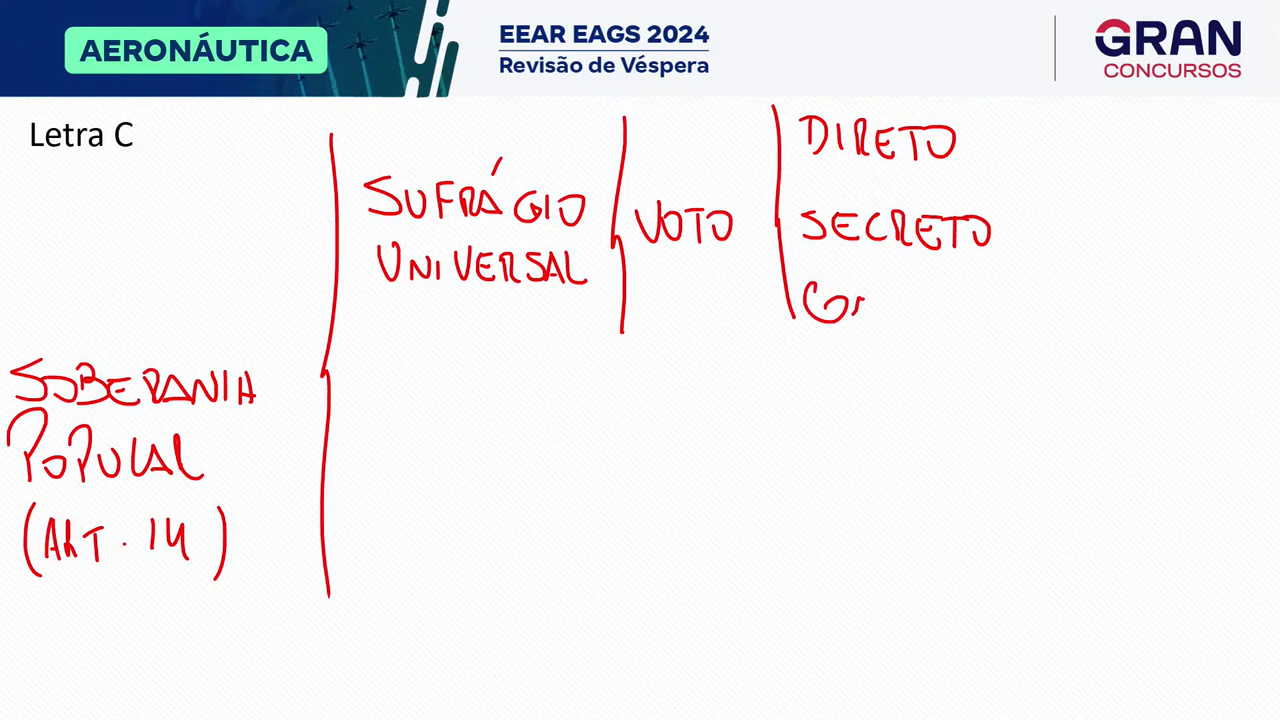 AERONÁUTICA
EEAR EAGS 2024
Revisão de Véspera
GRAN
CONCURSOS
Letra C
SOBERANIA
POPULAR
(ART. 14)
SUFRÁGIO
UNIVERSAL
VOTO
DIRETO
SECRETO